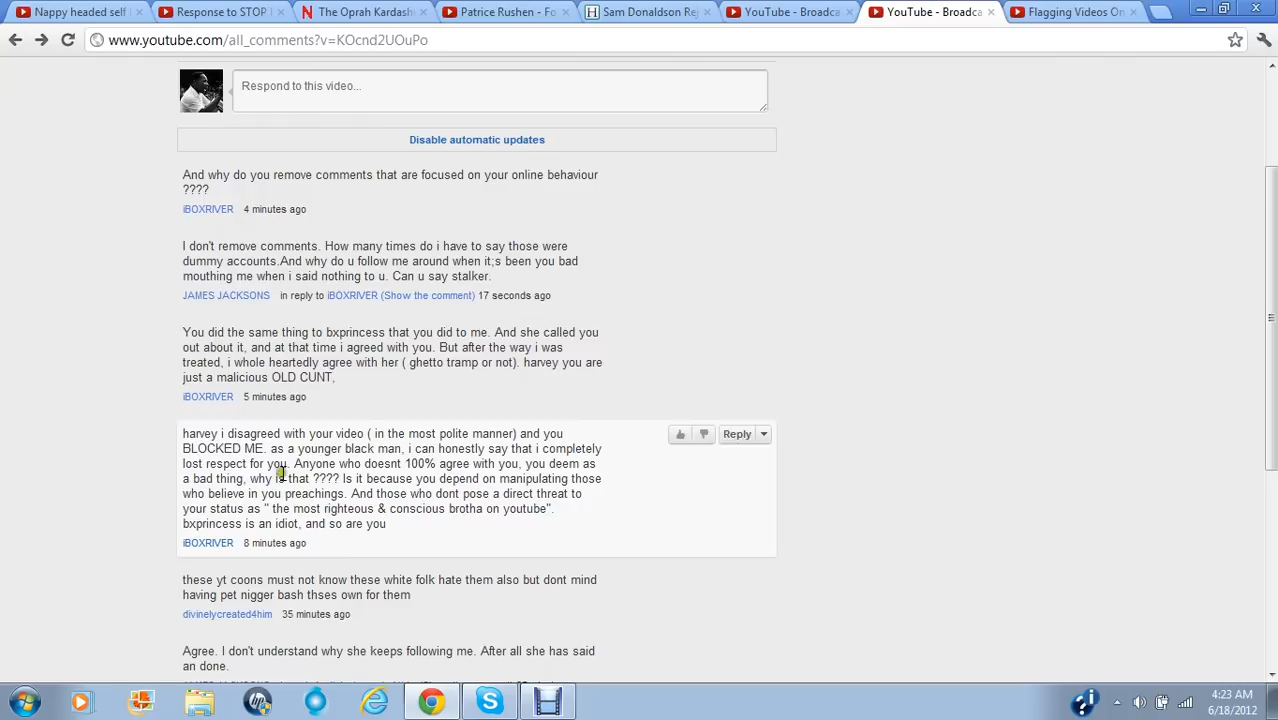 Nappy headed self
Response to STOP
The Oprah Kardashi
Patrice Rushen - Fo
Sam Donaldson Rej
YouTube - Broadca
YouTube - Broadca
Flagging Videos On
www.youtube.com/all_comments?v=KOcnd2UOuPo
Respond to this video...
Disable automatic updates
And why do you remove comments that are focused on your online behaviour
????
iBOXRIVER 4 minutes ago
I don't remove comments. How many times do i have to say those were
dummy accounts.And why do u follow me around when it;s been you bad
mouthing me when i said nothing to u. Can u say stalker.
JAMES JACKSONS in reply to iBOXRIVER (Show the comment) 17 seconds ago
You did the same thing to bxprincess that you did to me. And she called you
out about it, and at that time i agreed with you. But after the way i was
treated, i whole heartedly agree with her ( ghetto tramp or not). harvey you are
just a malicious OLD CUNT,
iBOXRIVER 5 minutes ago
harvey i disagreed with your video ( in the most polite manner) and you
BLOCKED ME. as a younger black man, i can honestly say that i completely
lost respect for you. Anyone who doesnt 100% agree with you, you deem as
a bad thing, why is that ???? Is it because you depend on manipulating those
who believe in you preachings. And those who dont pose a direct threat to
your status as " the most righteous & conscious brotha on youtube".
bxprincess is an idiot, and so are you
Reply
iBOXRIVER 8 minutes ago
these yt coons must not know these white folk hate them also but dont mind
having pet nigger bash thses own for them
divinelycreated4him 35 minutes ago
Agree. I don't understand why she keeps following me. After all she has said
an done.
4:23 AM
6/18/2012